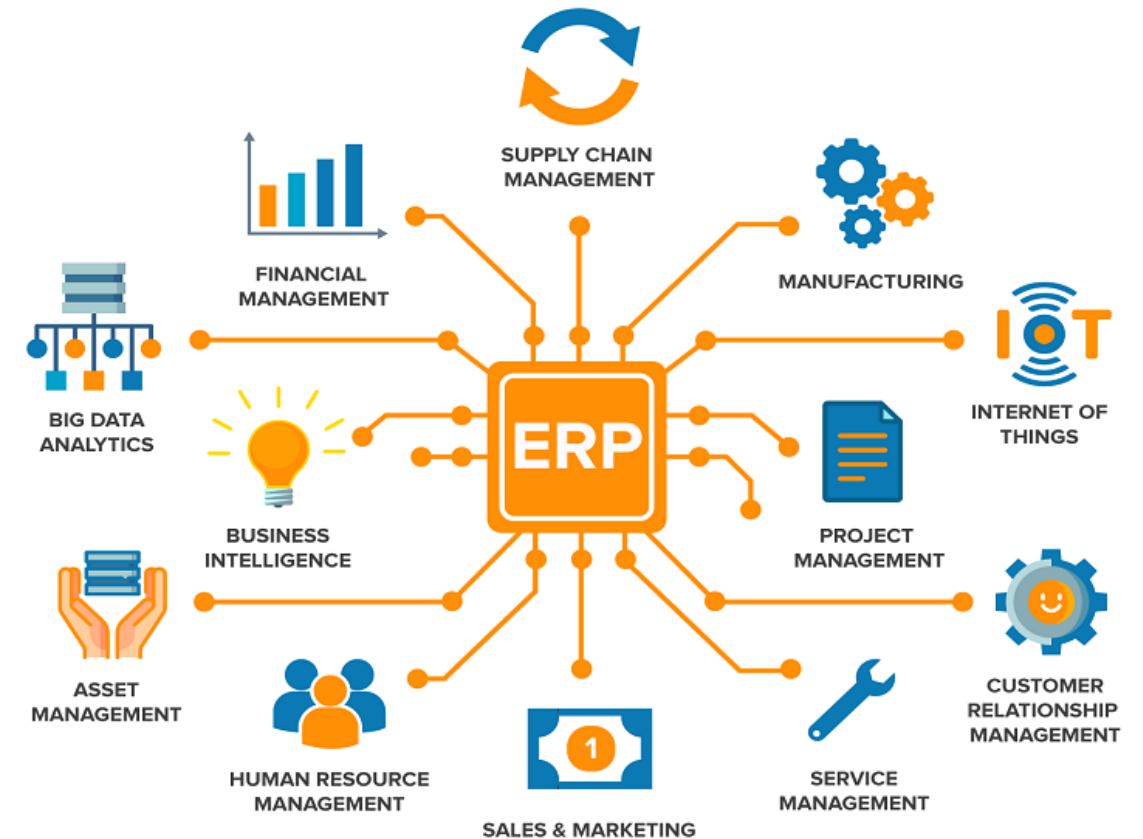 SUPPLY CHAIN
MANAGEMENT
FINANCIAL
MANAGEMENT
MANUFACTURING
IOT
BIG DATA
ANALYTICS
INTERNET OF
THINGS
ERP
BUSINESS
INTELLIGENCE
PROJECT
MANAGEMENT
ASSET
MANAGEMENT
CUSTOMER
RELATIONSHIP
MANAGEMENT
HUMAN RESOURCE
MANAGEMENT
1
SERVICE
MANAGEMENT
SALES & MARKETING